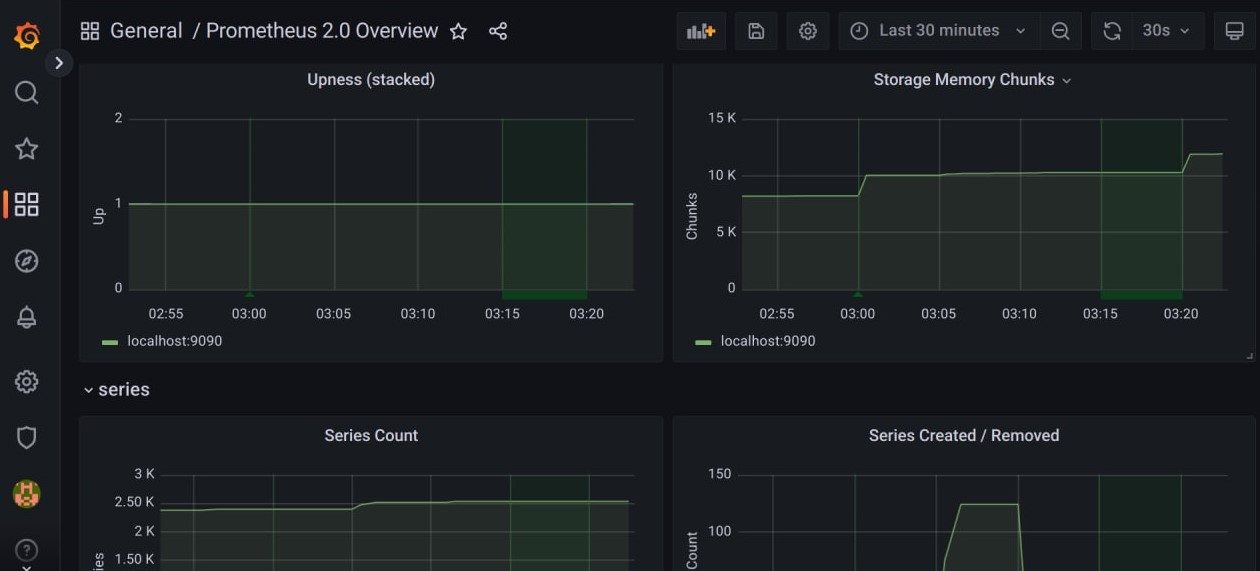 General / Prometheus 2.0 Overview
Last 30 minutes
30s
Upness (stacked)
2
1
0
Up
02:55 03:00 03:05 03:10 03:15 03:20
localhost:9090
Storage Memory Chunks
15 K
10 K
5 K
0
Chunks
02:55 03:00 03:05 03:10 03:15 03:20
localhost:9090
series
Series Count
3 K
2.50 K
2 K
1.50 K
ies
Series Created / Removed
150
100
Count